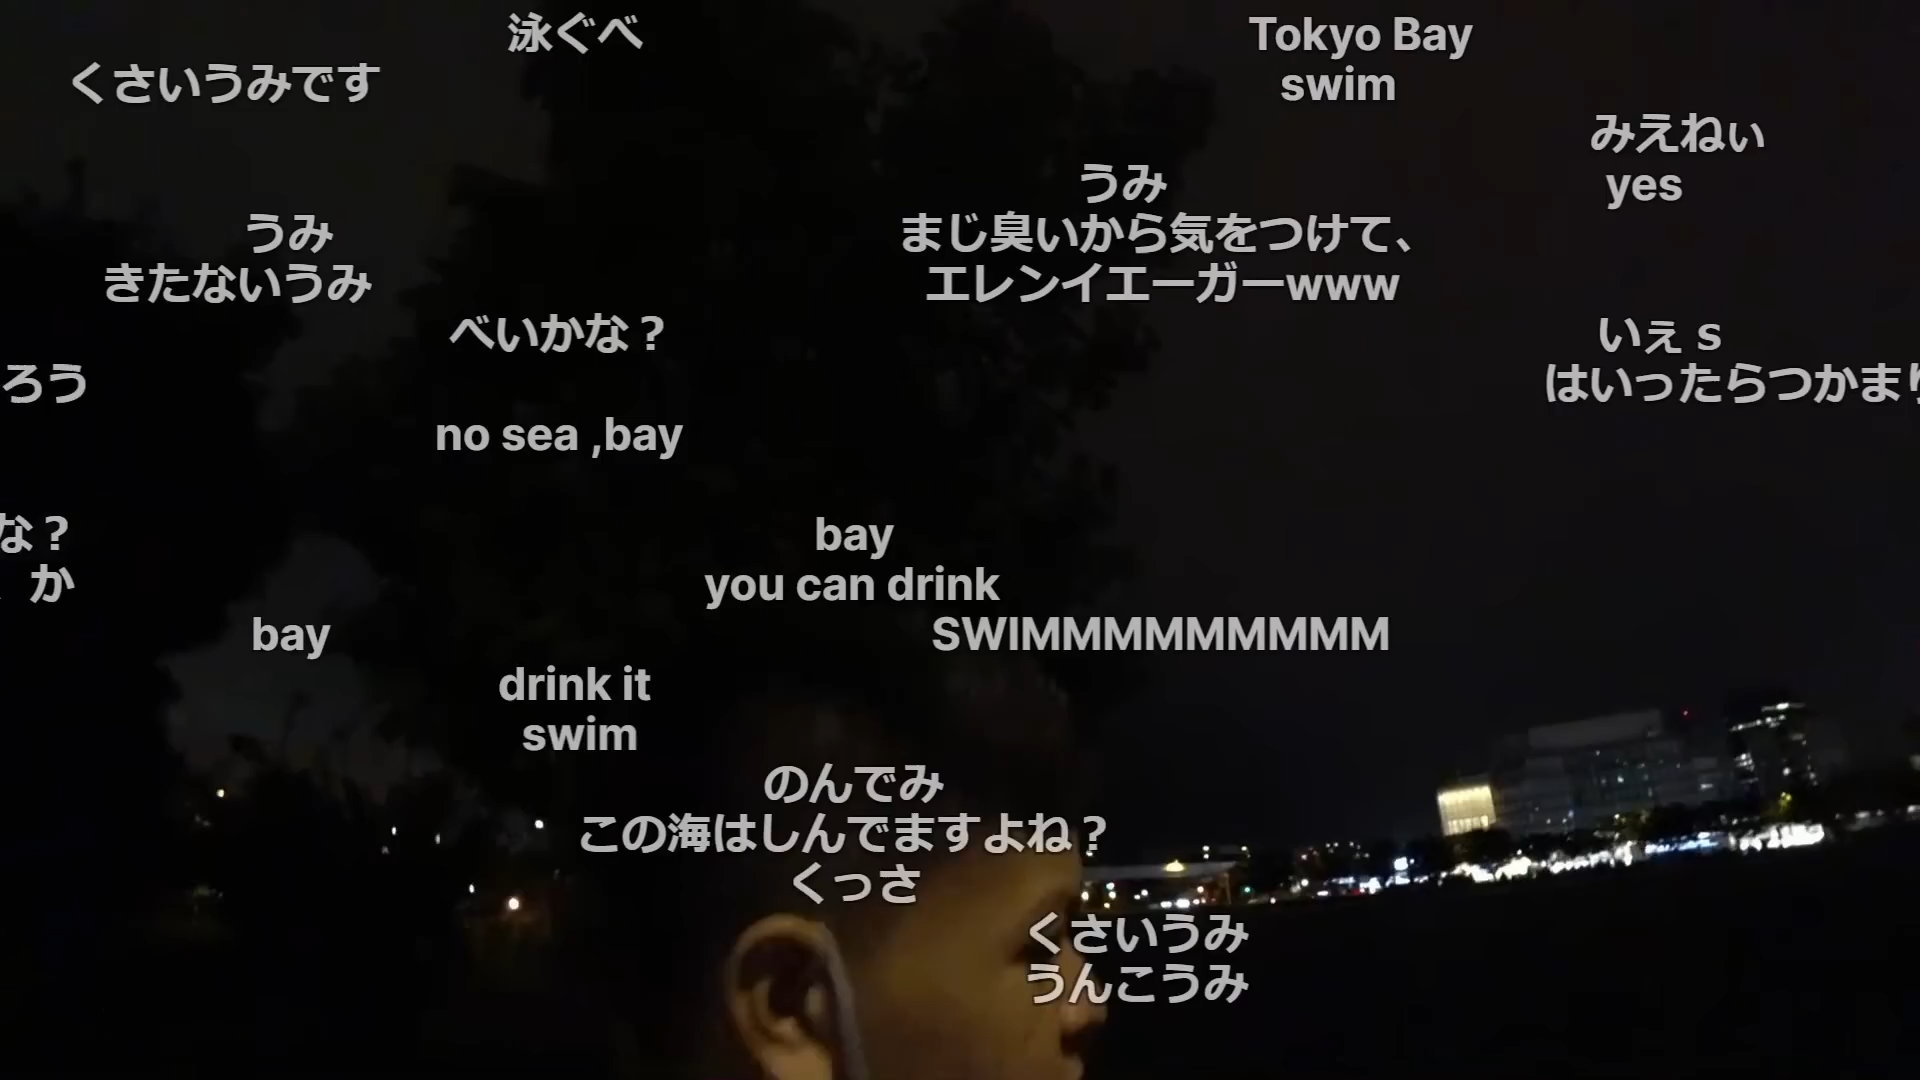 泳ぐべ
Tokyo Bay
くさいうみです
swim
みえねぃ
うみ
yes
うみ
まじ臭いから気をつけて、
きたないうみ
エレンイエーガーwww
べいかな？
いぇｓ
ろう
はいったらつかまり
no sea ,bay
な？
bay
か
you can drink
bay
SWIMMMMMMMMM
drink it
swim
のんでみ
この海はしんでますよね？
くっさ
くさいうみ
うんこうみ